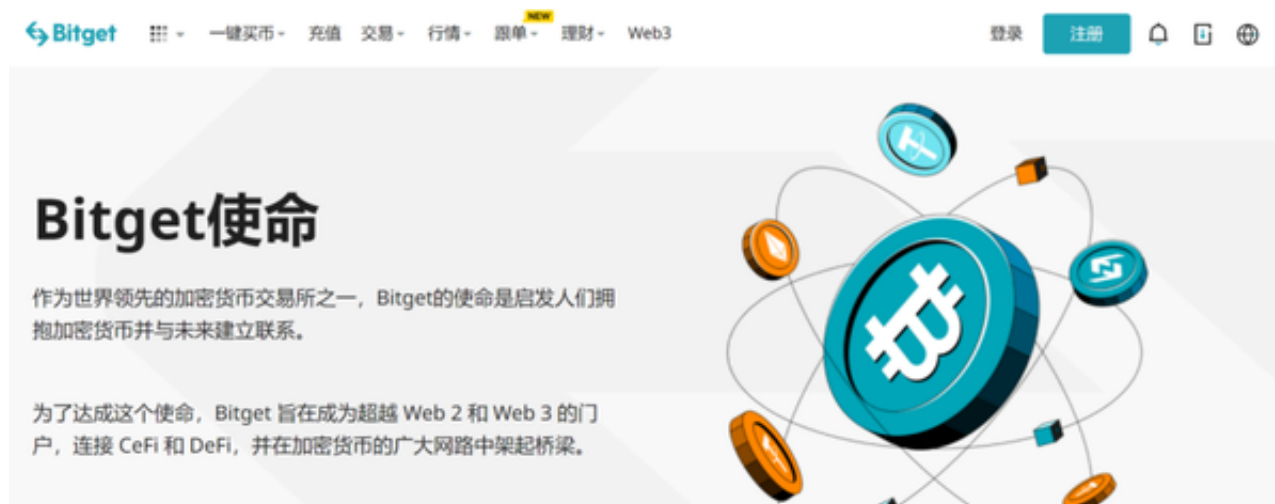 Bitget 一键买币 充值 交易 行情 跟单 NEW 理财 Web3 登录 注册
Bitget使命
作为世界领先的加密货币交易所之一，Bitget的使命是启发人们拥
抱加密货币并与未来建立联系。
为了达成这个使命，Bitget 旨在成为超越 Web 2 和 Web 3 的门
户，连接 CeFi 和 DeFi，并在加密货币的广大网路中架起桥梁。